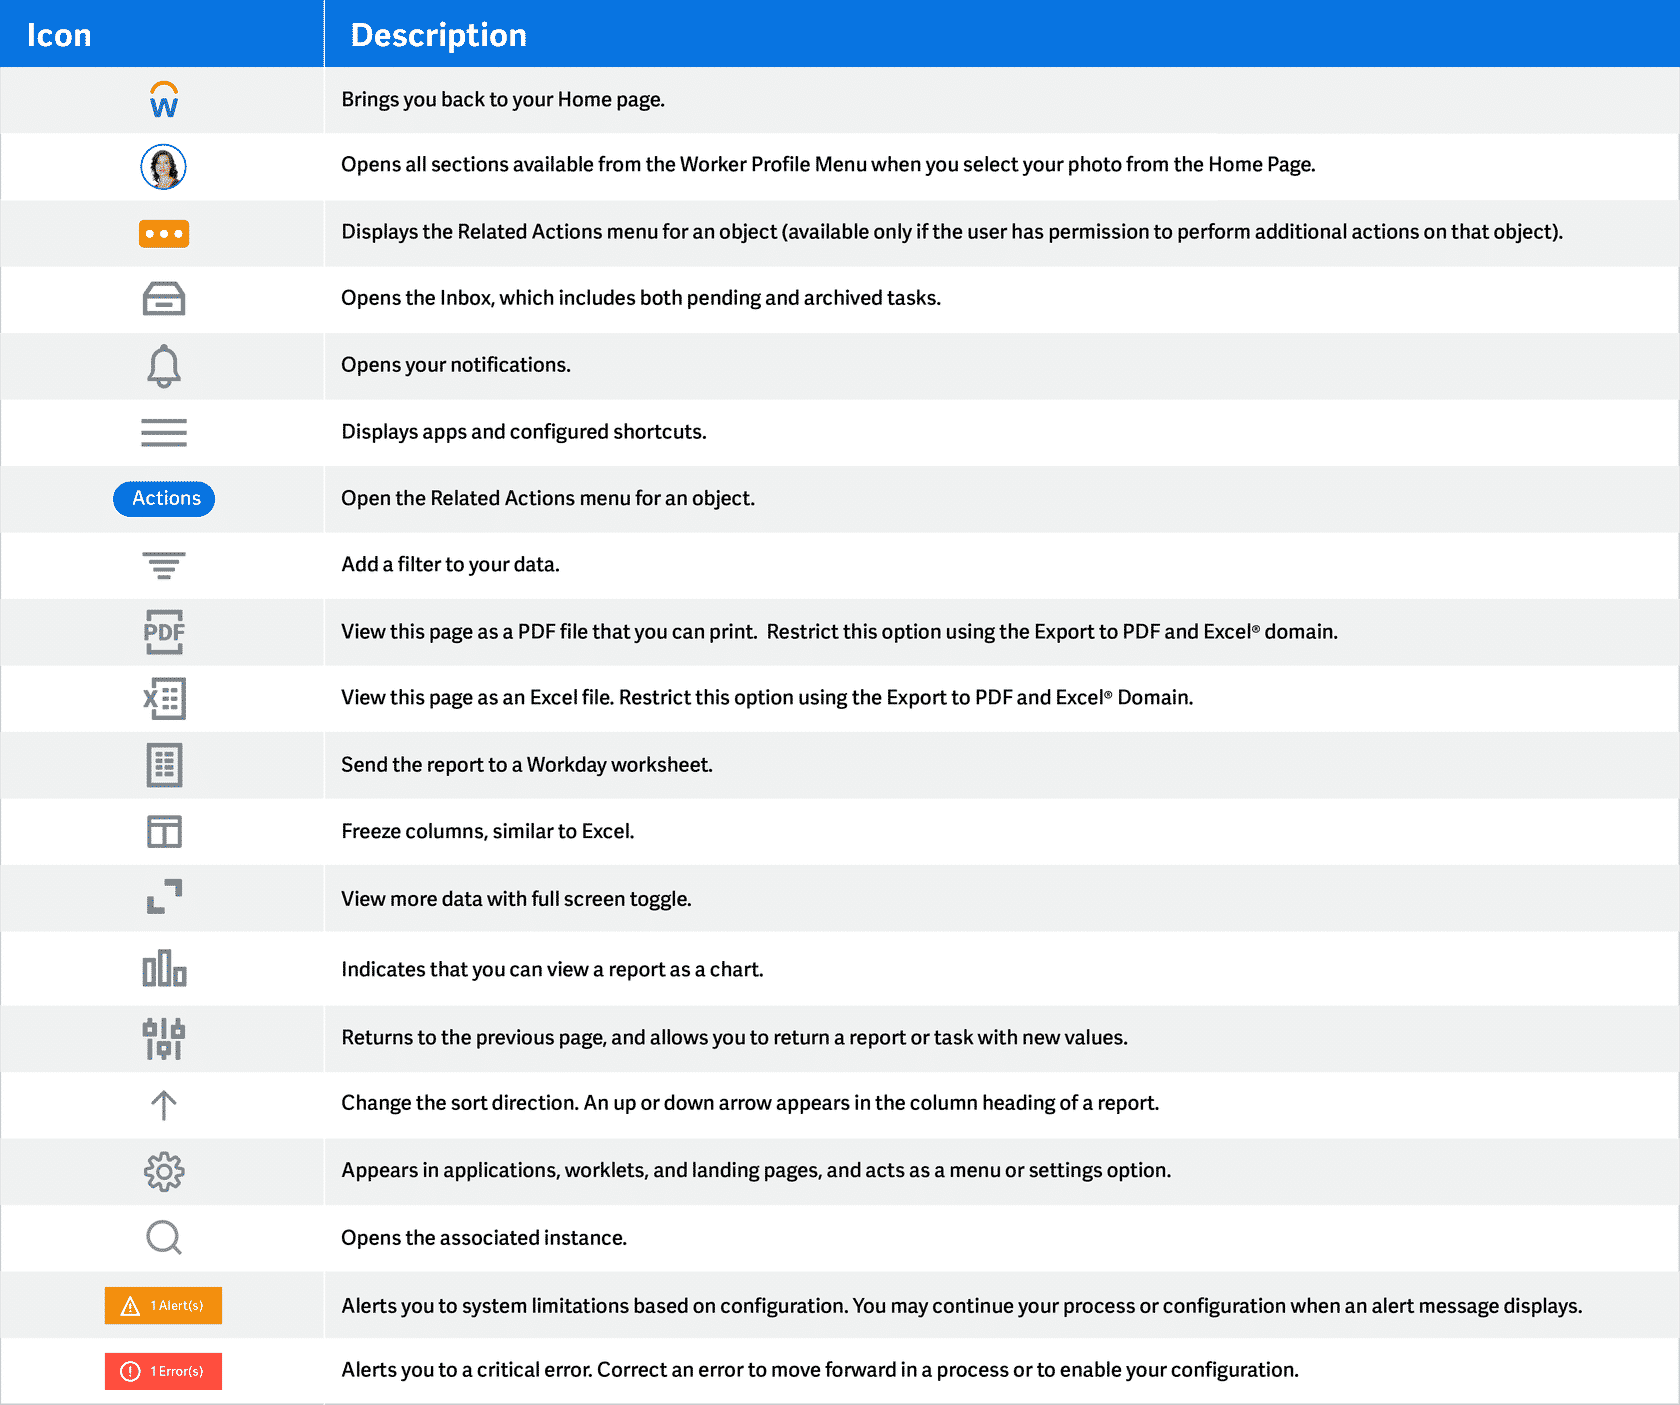 Icon Description
W Brings you back to your Home page.
Opens all sections available from the Worker Profile Menu when you select your photo from the Home Page.
Displays the Related Actions menu for an object (available only if the user has permission to perform additional actions on that object).
Opens the Inbox, which includes both pending and archived tasks.
Opens your notifications.
Displays apps and configured shortcuts.
Actions Open the Related Actions menu for an object.
Add a filter to your data.
PDF View this page as a PDF file that you can print.  Restrict this option using the Export to PDF and Excel® domain.
X View this page as an Excel file. Restrict this option using the Export to PDF and Excel® Domain.
Send the report to a Workday worksheet.
Freeze columns, similar to Excel.
View more data with full screen toggle.
Indicates that you can view a report as a chart.
Returns to the previous page, and allows you to return a report or task with new values.
Change the sort direction. An up or down arrow appears in the column heading of a report.
Appears in applications, worklets, and landing pages, and acts as a menu or settings option.
Opens the associated instance.
1 Alert(s) Alerts you to system limitations based on configuration. You may continue your process or configuration when an alert message displays.
1 Error(s) Alerts you to a critical error. Correct an error to move forward in a process or to enable your configuration.